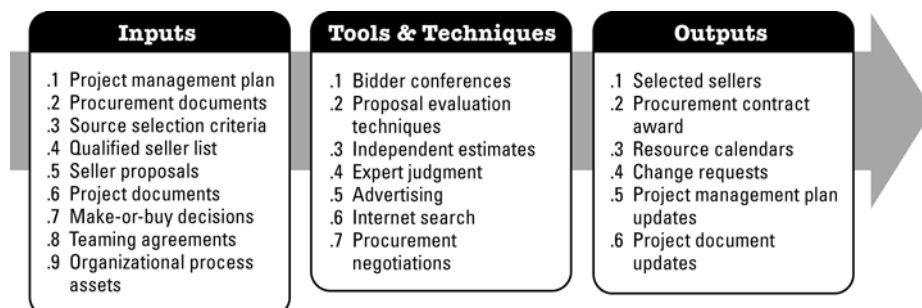 Inputs
.1 Project management plan
.2 Procurement documents
.3 Source selection criteria
.4 Qualified seller list
.5 Seller proposals
.6 Project documents
.7 Make-or-buy decisions
.8 Teaming agreements
.9 Organizational process
assets
Tools & Techniques
.1 Bidder conferences
.2 Proposal evaluation
techniques
.3 Independent estimates
.4 Expert judgment
.5 Advertising
.6 Internet search
.7 Procurement
negotiations
Outputs
.1 Selected sellers
.2 Procurement contract
award
.3 Resource calendars
.4 Change requests
.5 Project management plan
updates
.6 Project document
updates